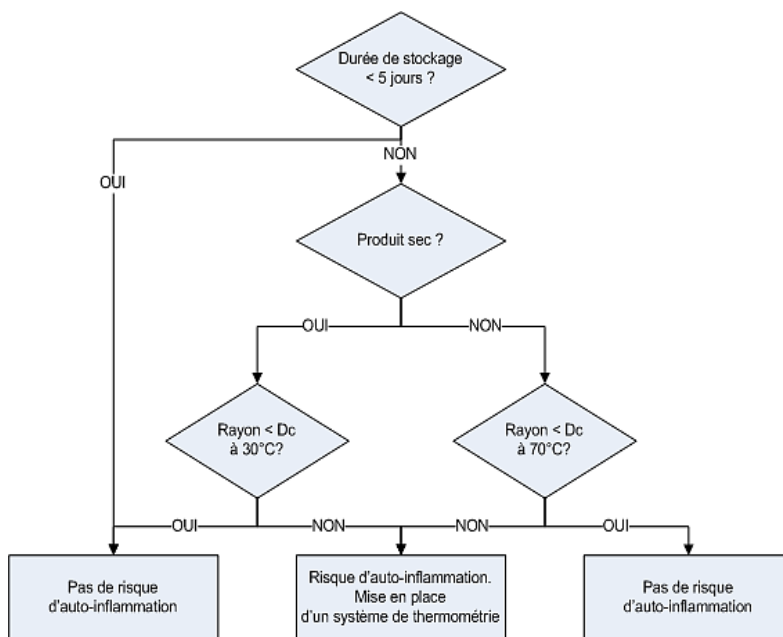 Durée de stockage
< 5 jours ?
NON
OUI
Produit sec ?
OUI
NON
Rayon < Dc
à 30°C?
Rayon < Dc
à 70°C?
OUI
NON
NON
OUI
Pas de risque
d'auto-inflammation
Risque d'auto-inflammation.
Mise en place
d'un système de thermométrie
Pas de risque
d'auto-inflammation